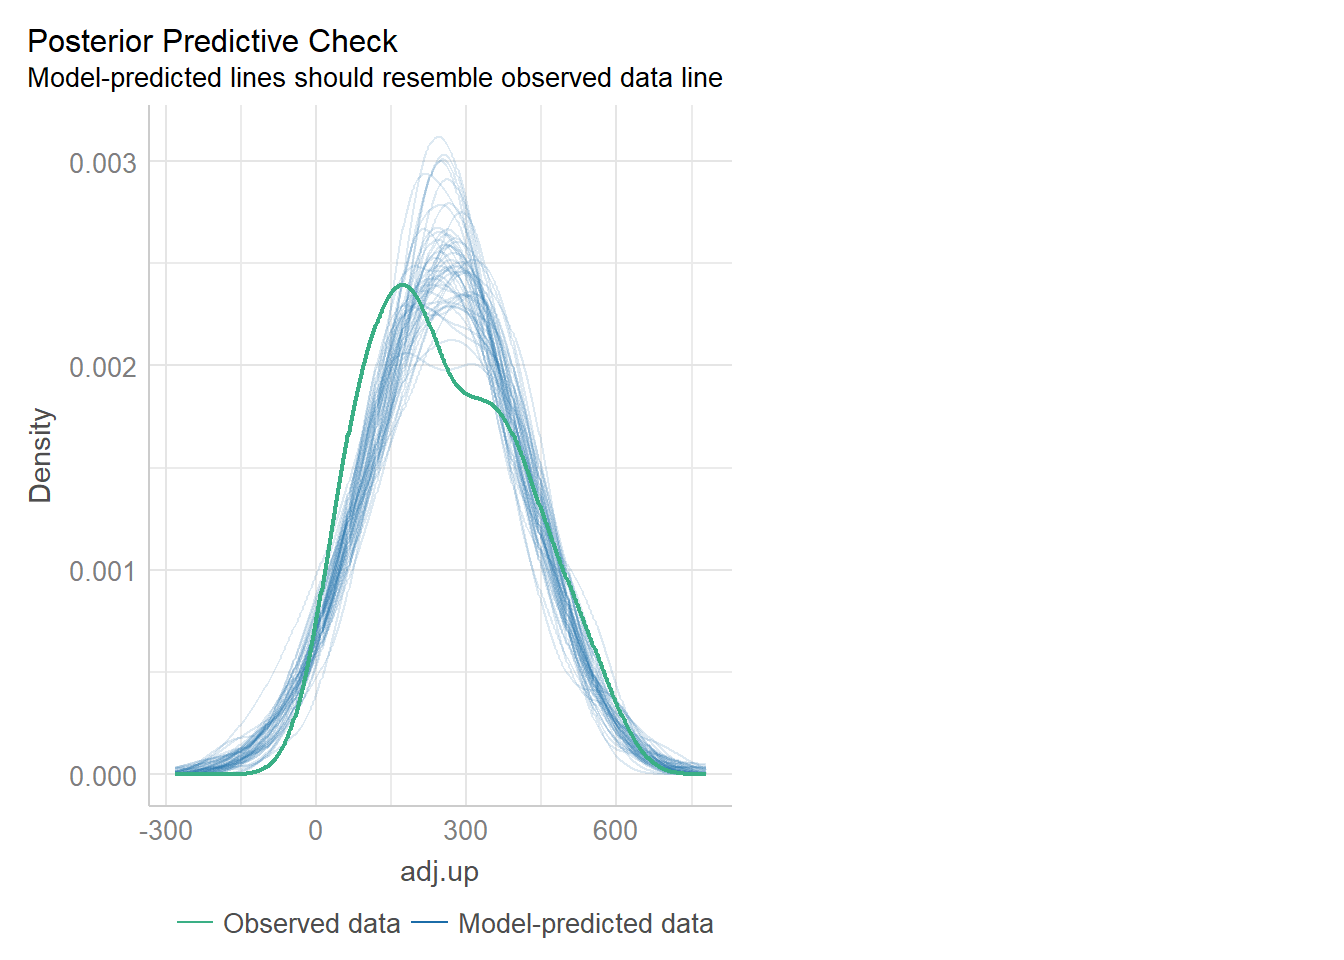 Posterior Predictive Check
Model-predicted lines should resemble observed data line
0.003
0.002
0.001
0.000
Density
-300 0 300 600
adj.up
Observed data Model-predicted data